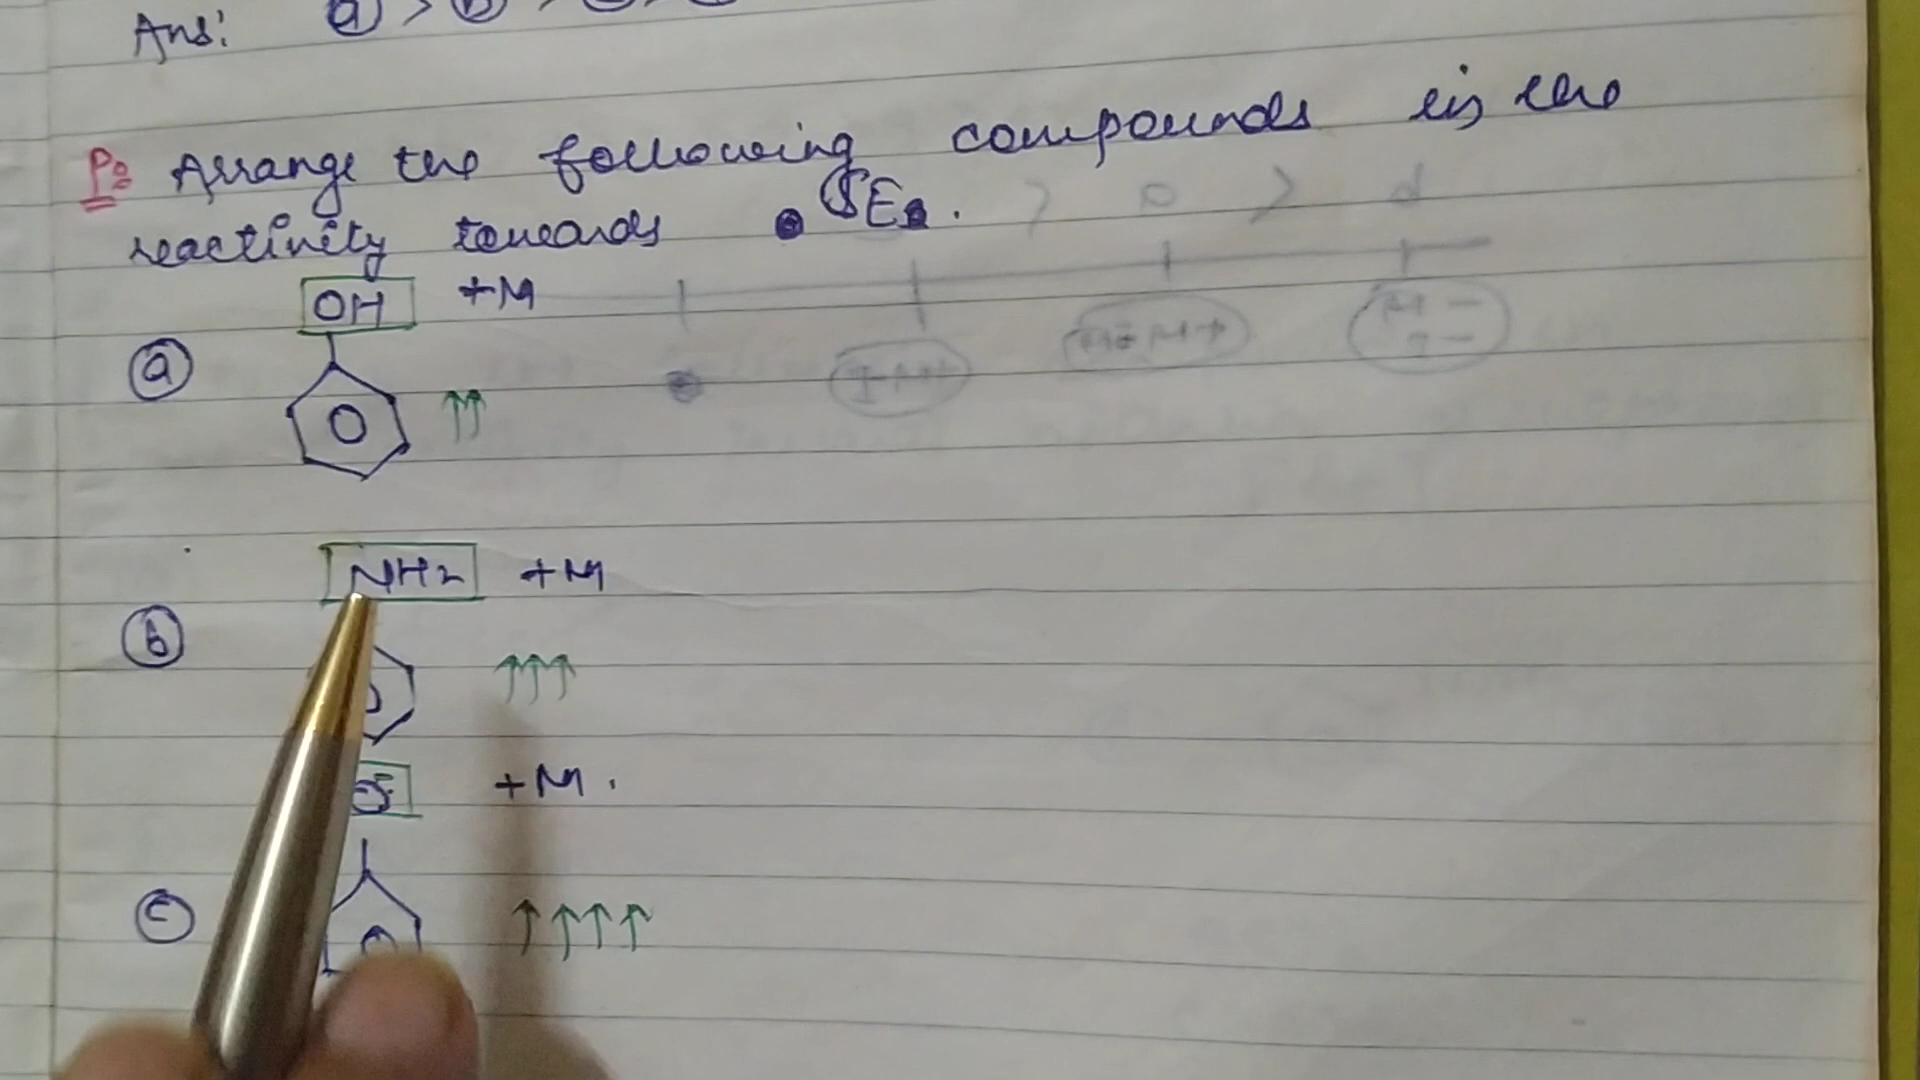 Ans: (a) > (b) >
P: Arrange the following compounds in the
reactivity towards SE.
OH +M
(a) ↑↑
NH2 +M
(b) ↑↑↑
O- +M.
(c) ↑↑↑↑